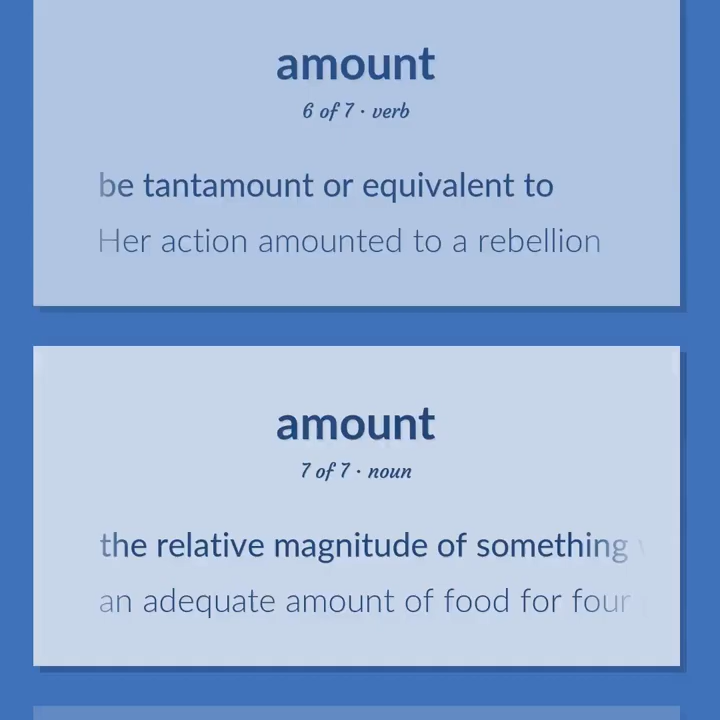 amount
6 of 7 · verb
be tantamount or equivalent to
Her action amounted to a rebellion
amount
7 of 7 · noun
the relative magnitude of something
an adequate amount of food for four